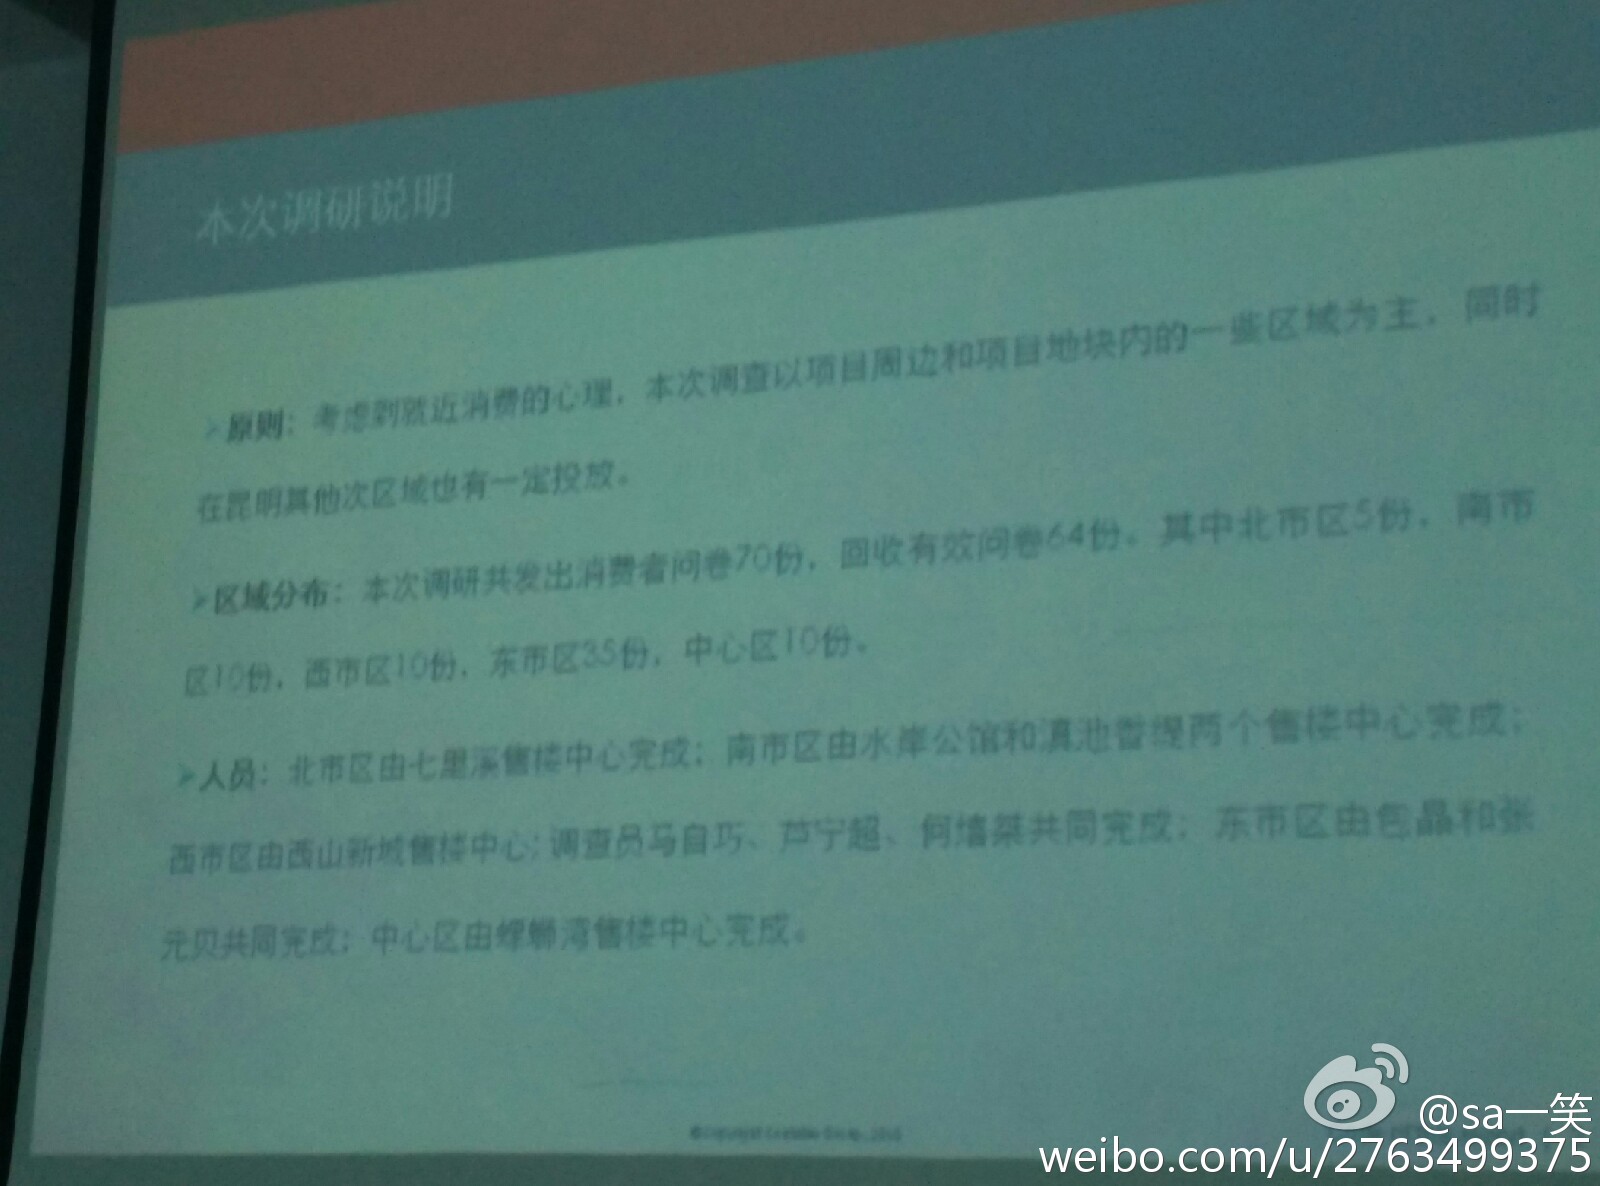 本次调研说明
➢原则：考虑到就近消费的心理，本次调查以项目周边和项目地块内的一些区域为主，同时
在昆明其他次区域也有一定投放。
➢区域分布：本次调研共发出消费者问卷70份，回收有效问卷64份。其中北市区5份，南市
区10份，西市区10份，东市区35份，中心区10份。
➢人员：北市区由七里溪售楼中心完成；南市区由水岸公馆和滇池香缇两个售楼中心完成；
西市区由西山新城售楼中心;调查员马自巧、芦宁超、何共同完成；东市区由包晶和张
元贝共同完成；中心区由螺蛳湾售楼中心完成。
@sa一笑
weibo.com/u/2763499375